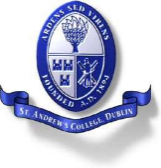 ARDENS SED VIRENS
FOUNDED A.D. 1894
ST. ANDREW'S COLLEGE, DUBLIN